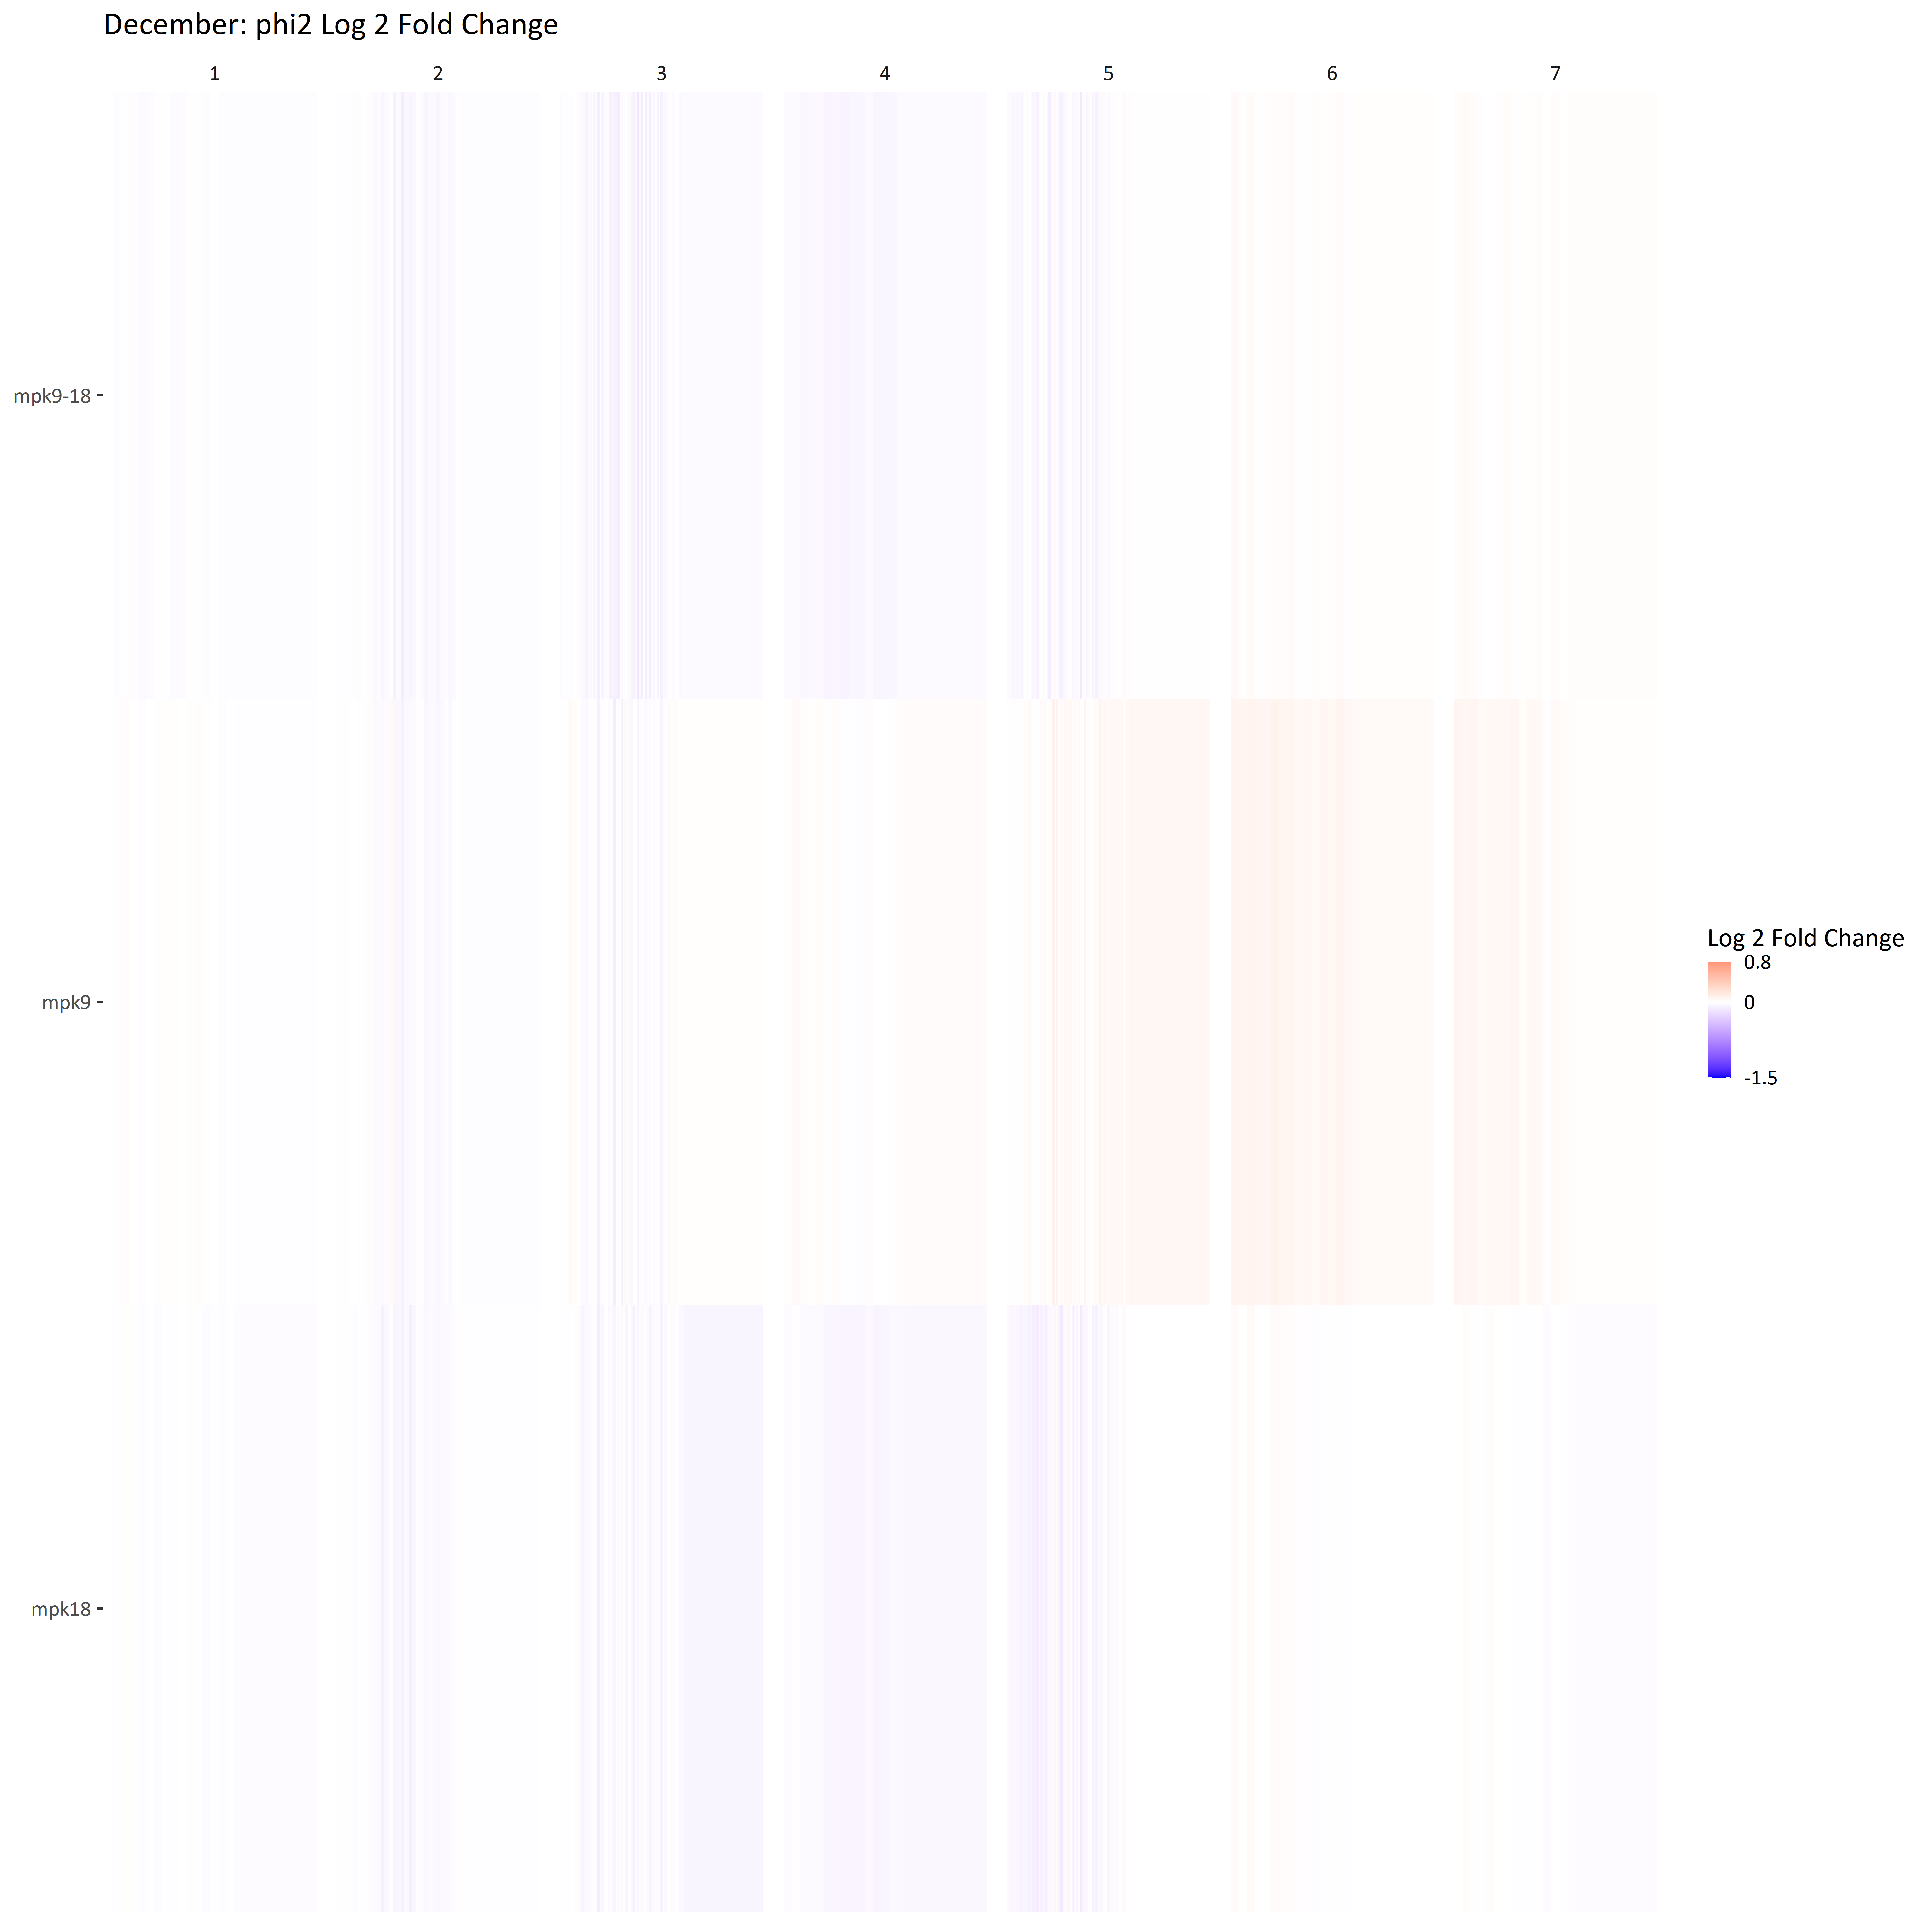 December: phi2 Log 2 Fold Change
1 2 3 4 5 6 7
mpk9-18
mpk9
mpk18
Log 2 Fold Change
0.8
0
-1.5